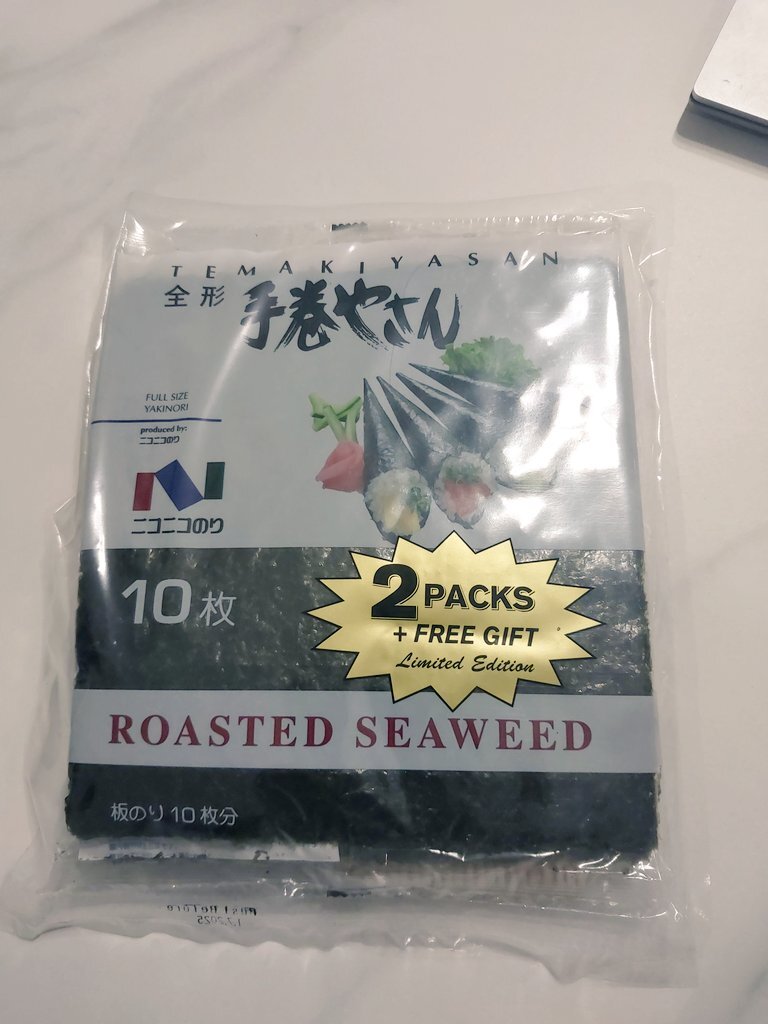 TEMAKIYASAN
全形 手巻やさん
FULL SIZE
YAKINORI
produced by:
ニコニコのり
ニコニコのり
10枚
2 PACKS
+ FREE GIFT
Limited Edition
ROASTED SEAWEED
板のり10枚分